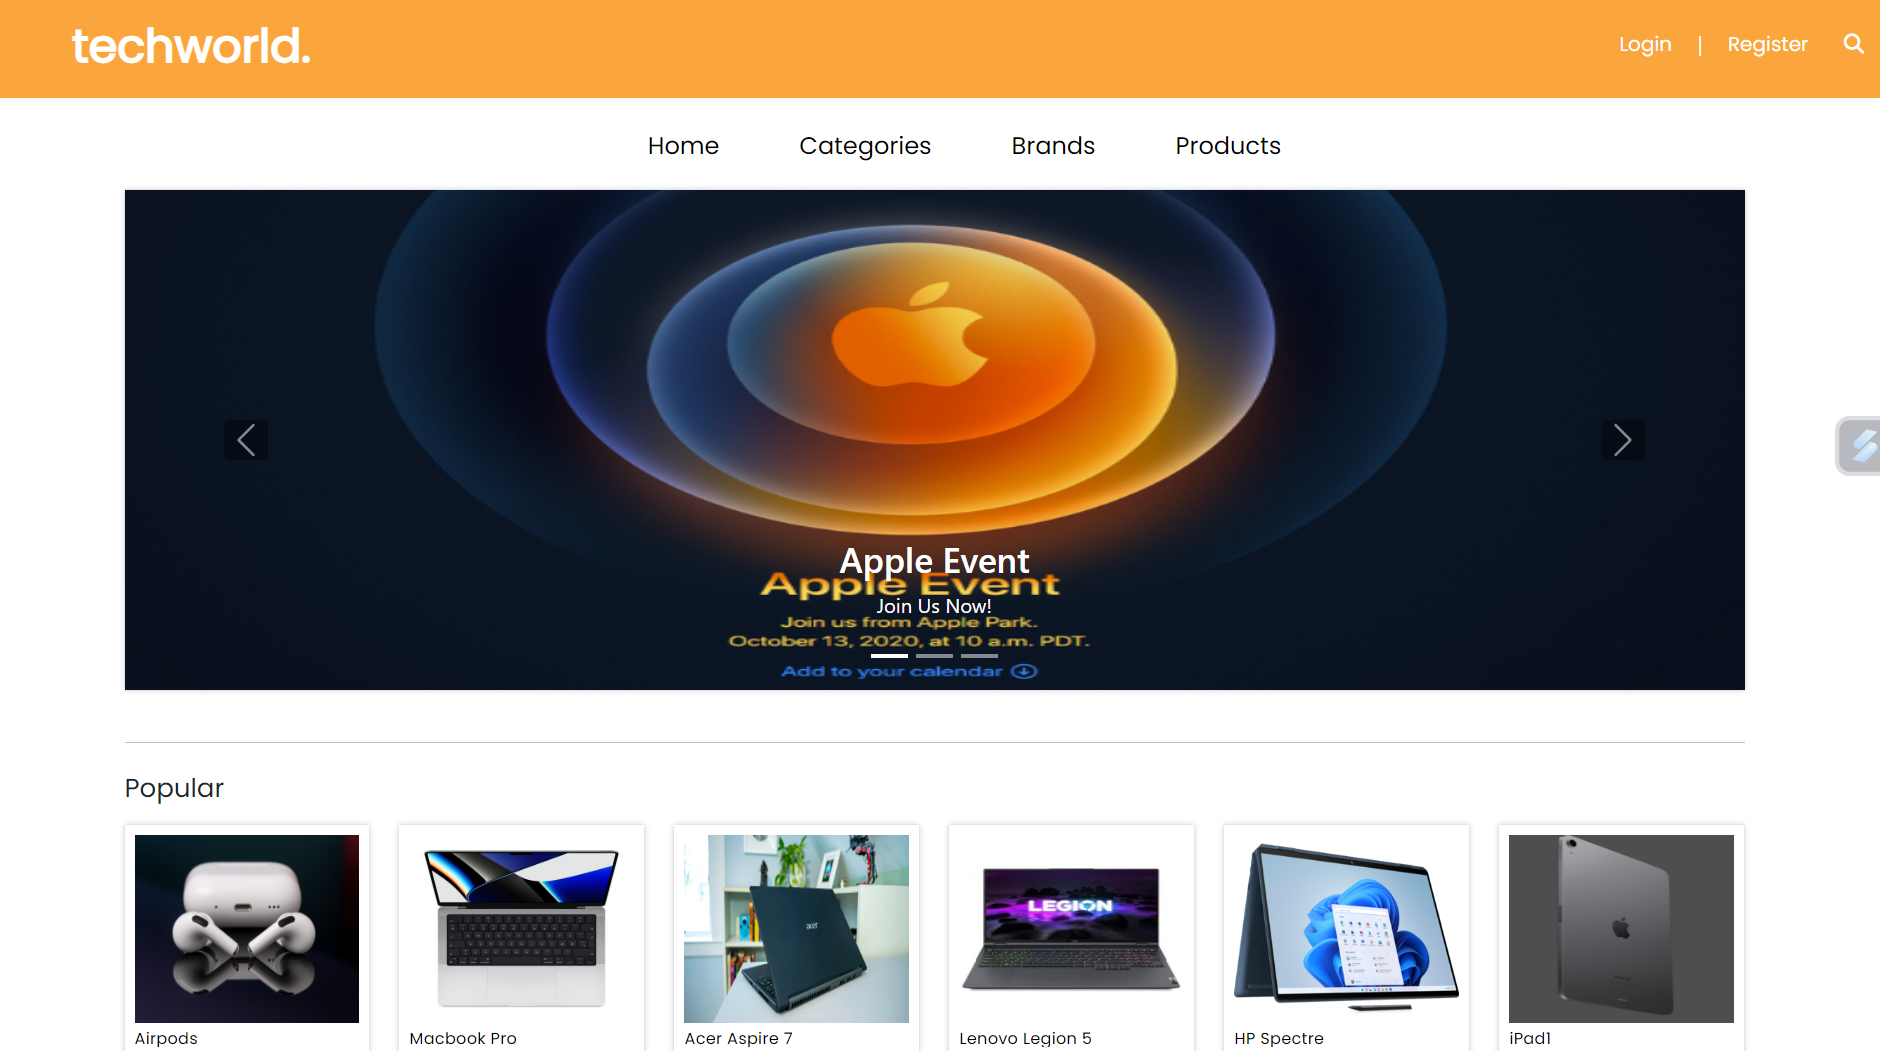 techworld.
Login | Register
Home Categories Brands Products
Apple Event
Apple Event
Join Us Now!
Join us from Apple Park.
October 13, 2020, at 10 a.m. PDT.
Add to your calendar
Popular
acer
LEGION
Airpods
Macbook Pro
Acer Aspire 7
Lenovo Legion 5
HP Spectre
iPad1